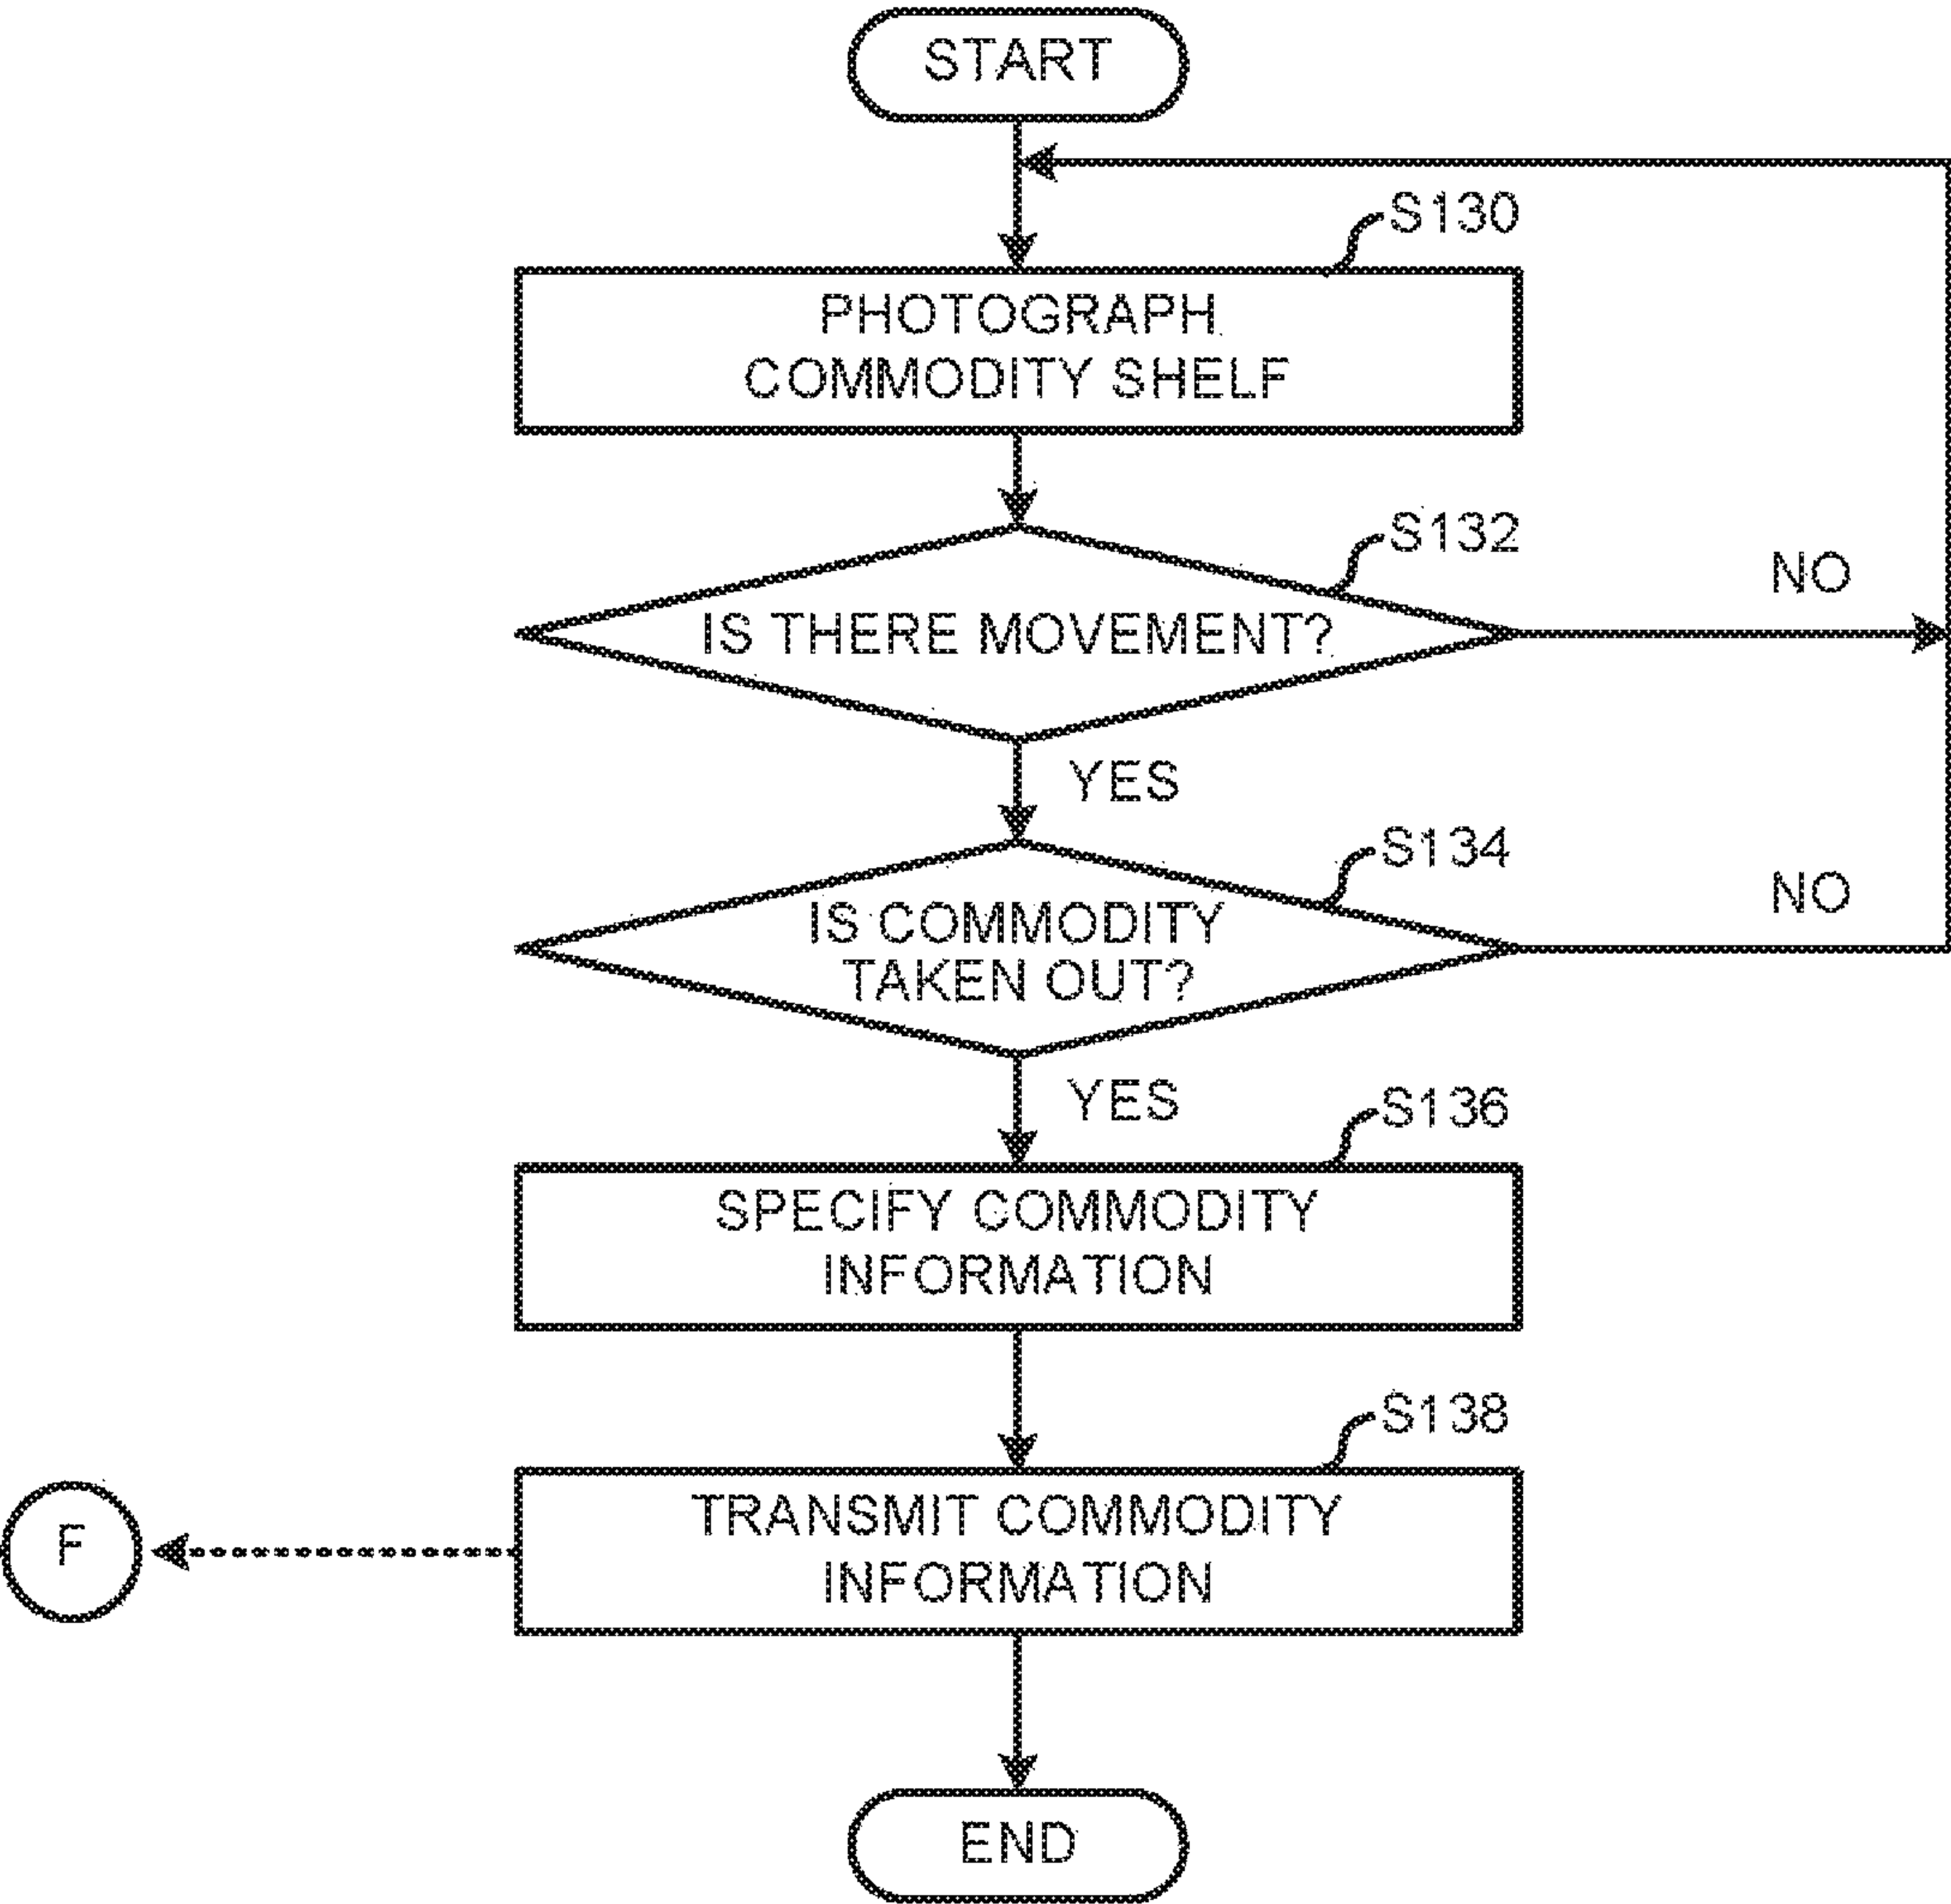 START
S130
PHOTOGRAPH
COMMODITY SHELF
S132
NO
IS THERE MOVEMENT?
YES
S134
NO
IS COMMODITY
TAKEN OUT?
YES
S136
SPECIFY COMMODITY
INFORMATION
S138
TRANSMIT COMMODITY
INFORMATION
F
END